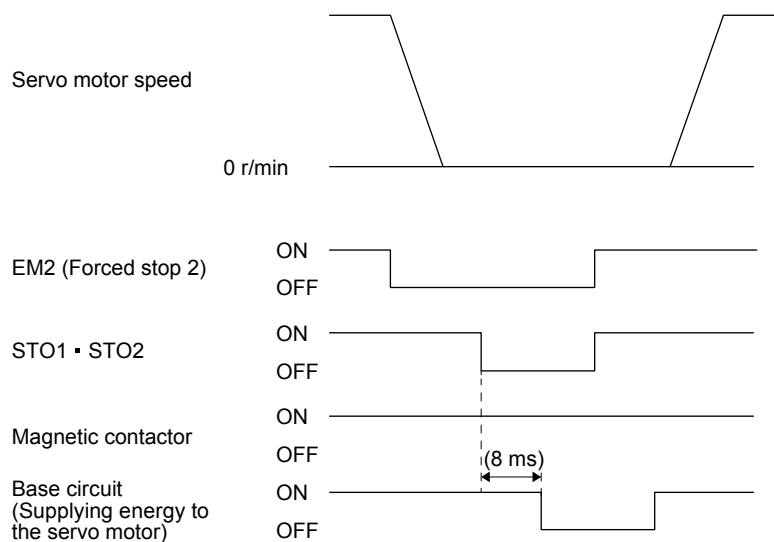 Servo motor speed
0 r/min
EM2 (Forced stop 2)
ON
OFF
STO1 ▪ STO2
ON
OFF
Magnetic contactor
ON
OFF
(8 ms)
Base circuit
(Supplying energy to
the servo motor)
ON
OFF